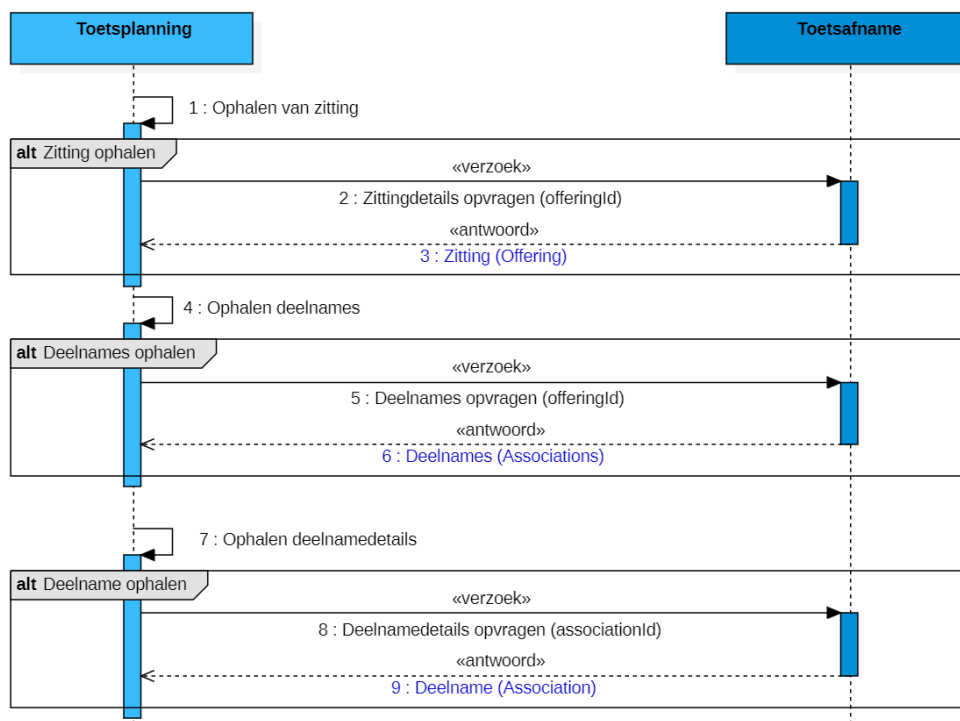 Toetsplanning
Toetsafname
1 : Ophalen van zitting
alt Zitting ophalen
«verzoek»
2 : Zittingdetails opvragen (offeringId)
«antwoord»
3 : Zitting (Offering)
4 : Ophalen deelnames
alt Deelnames ophalen
«verzoek»
5 : Deelnames opvragen (offeringId)
«antwoord»
6 : Deelnames (Associations)
7 : Ophalen deelnamedetails
alt Deelname ophalen
«verzoek»
8 : Deelnamedetails opvragen (associationId)
«antwoord»
9 : Deelname (Association)